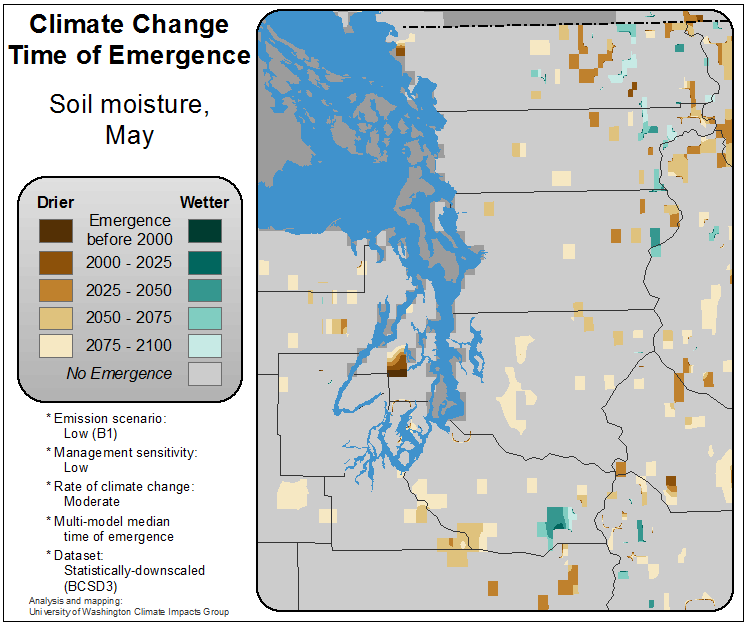 Climate Change
Time of Emergence
Soil moisture,
May
Drier Wetter
Emergence
before 2000
2000 - 2025
2025 - 2050
2050 - 2075
2075 - 2100
No Emergence
* Emission scenario:
Low (B1)
* Management sensitivity:
Low
* Rate of climate change:
Moderate
* Multi-model median
time of emergence
* Dataset:
Statistically-downscaled
(BCSD3)
Analysis and mapping:
University of Washington Climate Impacts Group